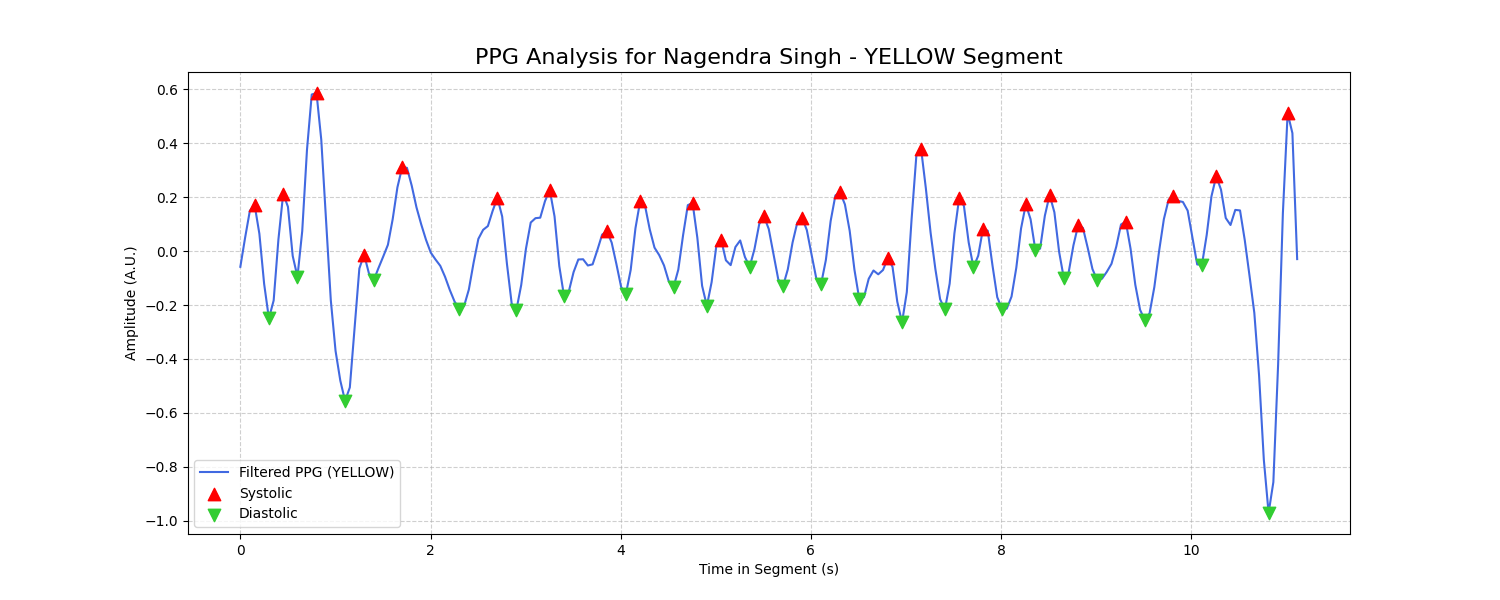 PPG Analysis for Nagendra Singh - YELLOW Segment
Amplitude (A.U.)
0.6
0.4
0.2
0.0
−0.2
−0.4
−0.6
−0.8
−1.0
Filtered PPG (YELLOW)
Systolic
Diastolic
0 2 4 6 8 10
Time in Segment (s)